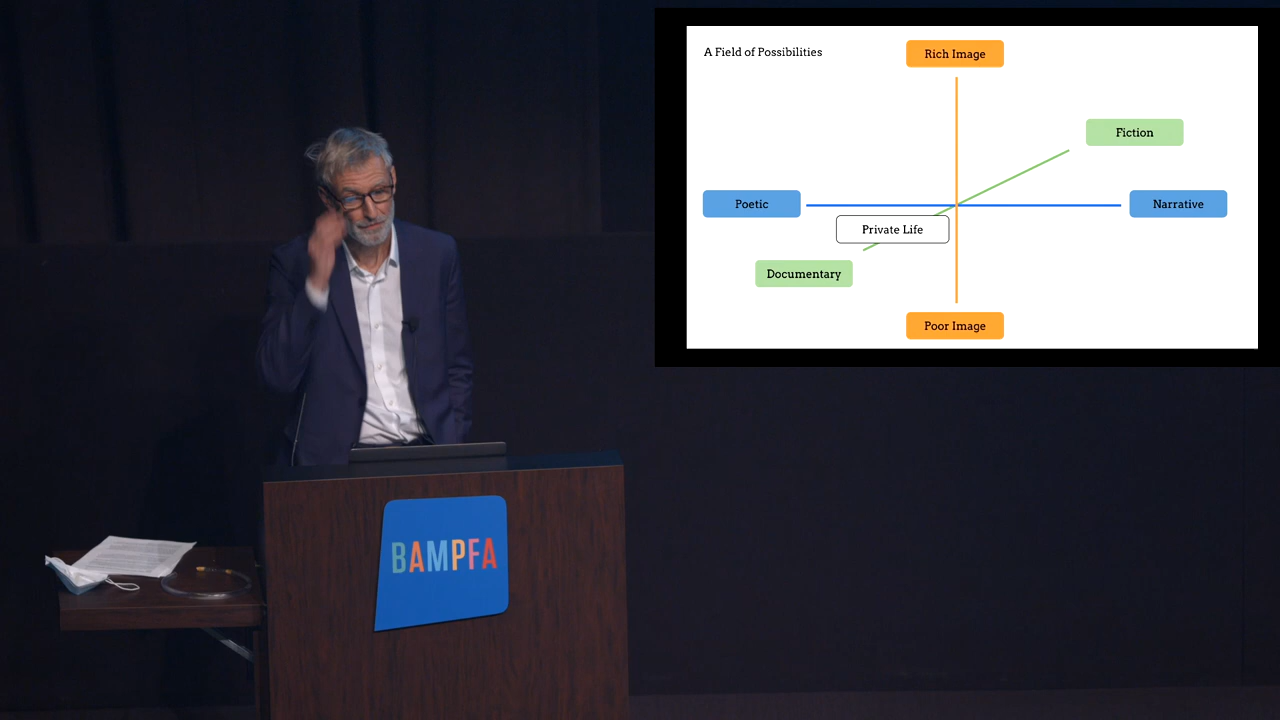 A Field of Possibilities
Rich Image
Fiction
Poetic
Narrative
Private Life
Documentary
Poor Image
BAMPFA